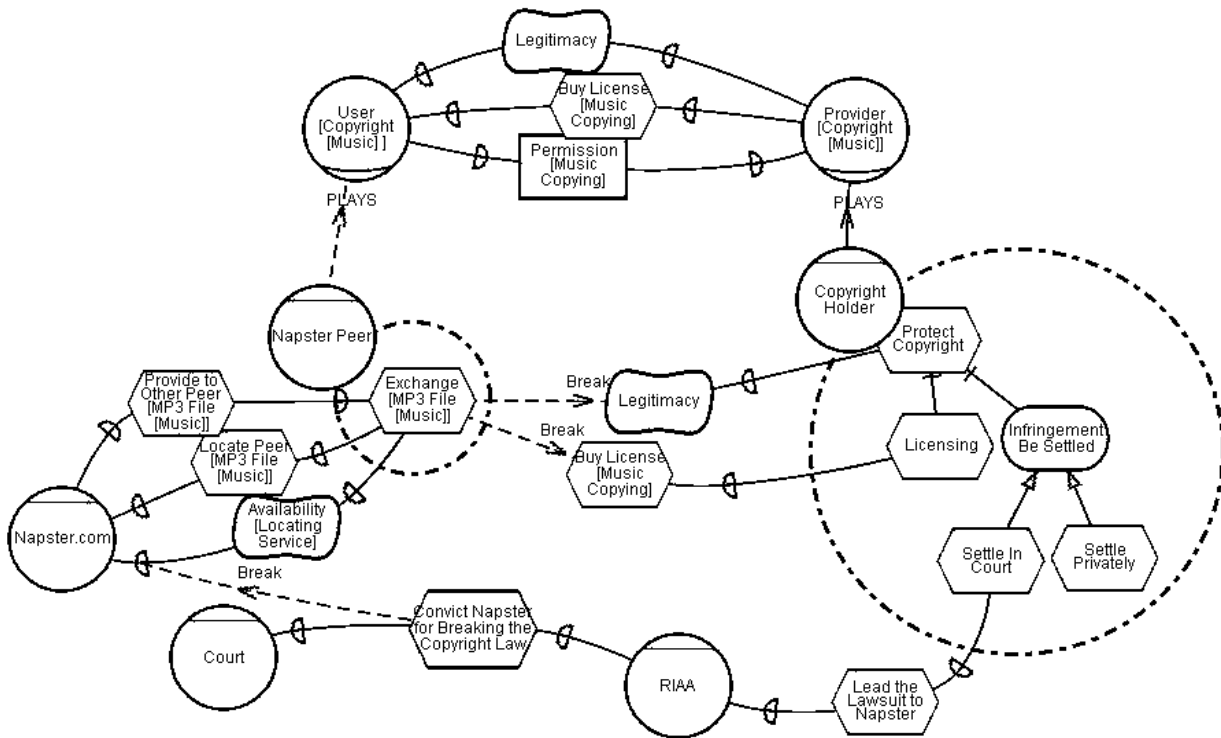 Legitimacy
User
[Copyright
[Music] ]
Buy License
[Music
Copying]
Provider
[Copyright
[Music]]
Permission
[Music
Copying]
PLAYS
PLAYS
Copyright
Holder
Napster Peer
Protect
Copyright
Provide to
Other Peer
[MP3 File
[Music]]
Exchange
[MP3 File
[Music]]
Break
Legitimacy
Break
Licensing
Infringement
Be Settled
Locate Peer
[MP3 File
[Music]]
Buy License
[Music
Copying]
Napster.com
Availability
[Locating
Service]
Settle In
Court
Settle
Privately
Break
Convict Napster
for Breaking the
Copyright Law
Court
RIAA
Lead the
Lawsuit to
Napster